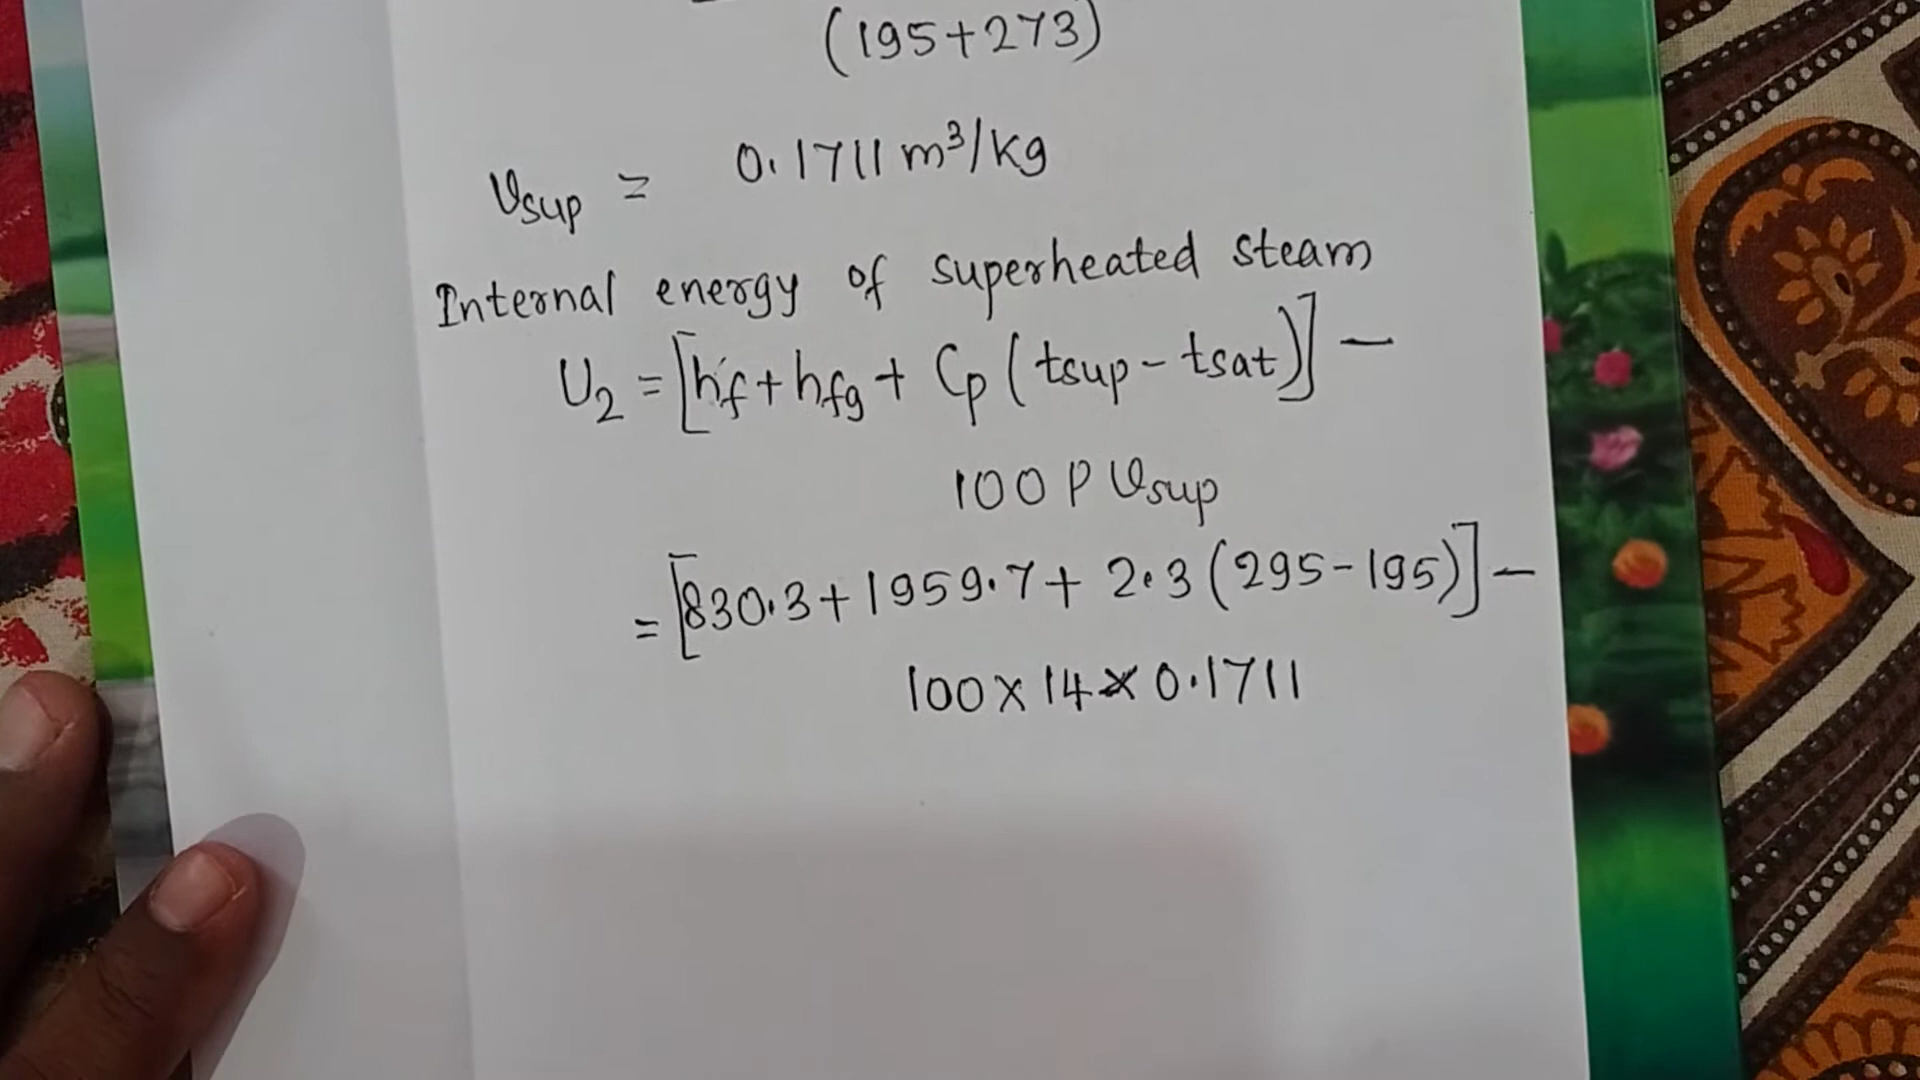 (195+273)
Vsup = 0.1711 m³/kg
Internal energy of superheated steam
U₂ = [hf + hfg + Cp (tsup - tsat)] -
100 P Vsup
= [830.3 + 1959.7 + 2.3 (295 - 195)] -
100 x 14 x 0.1711